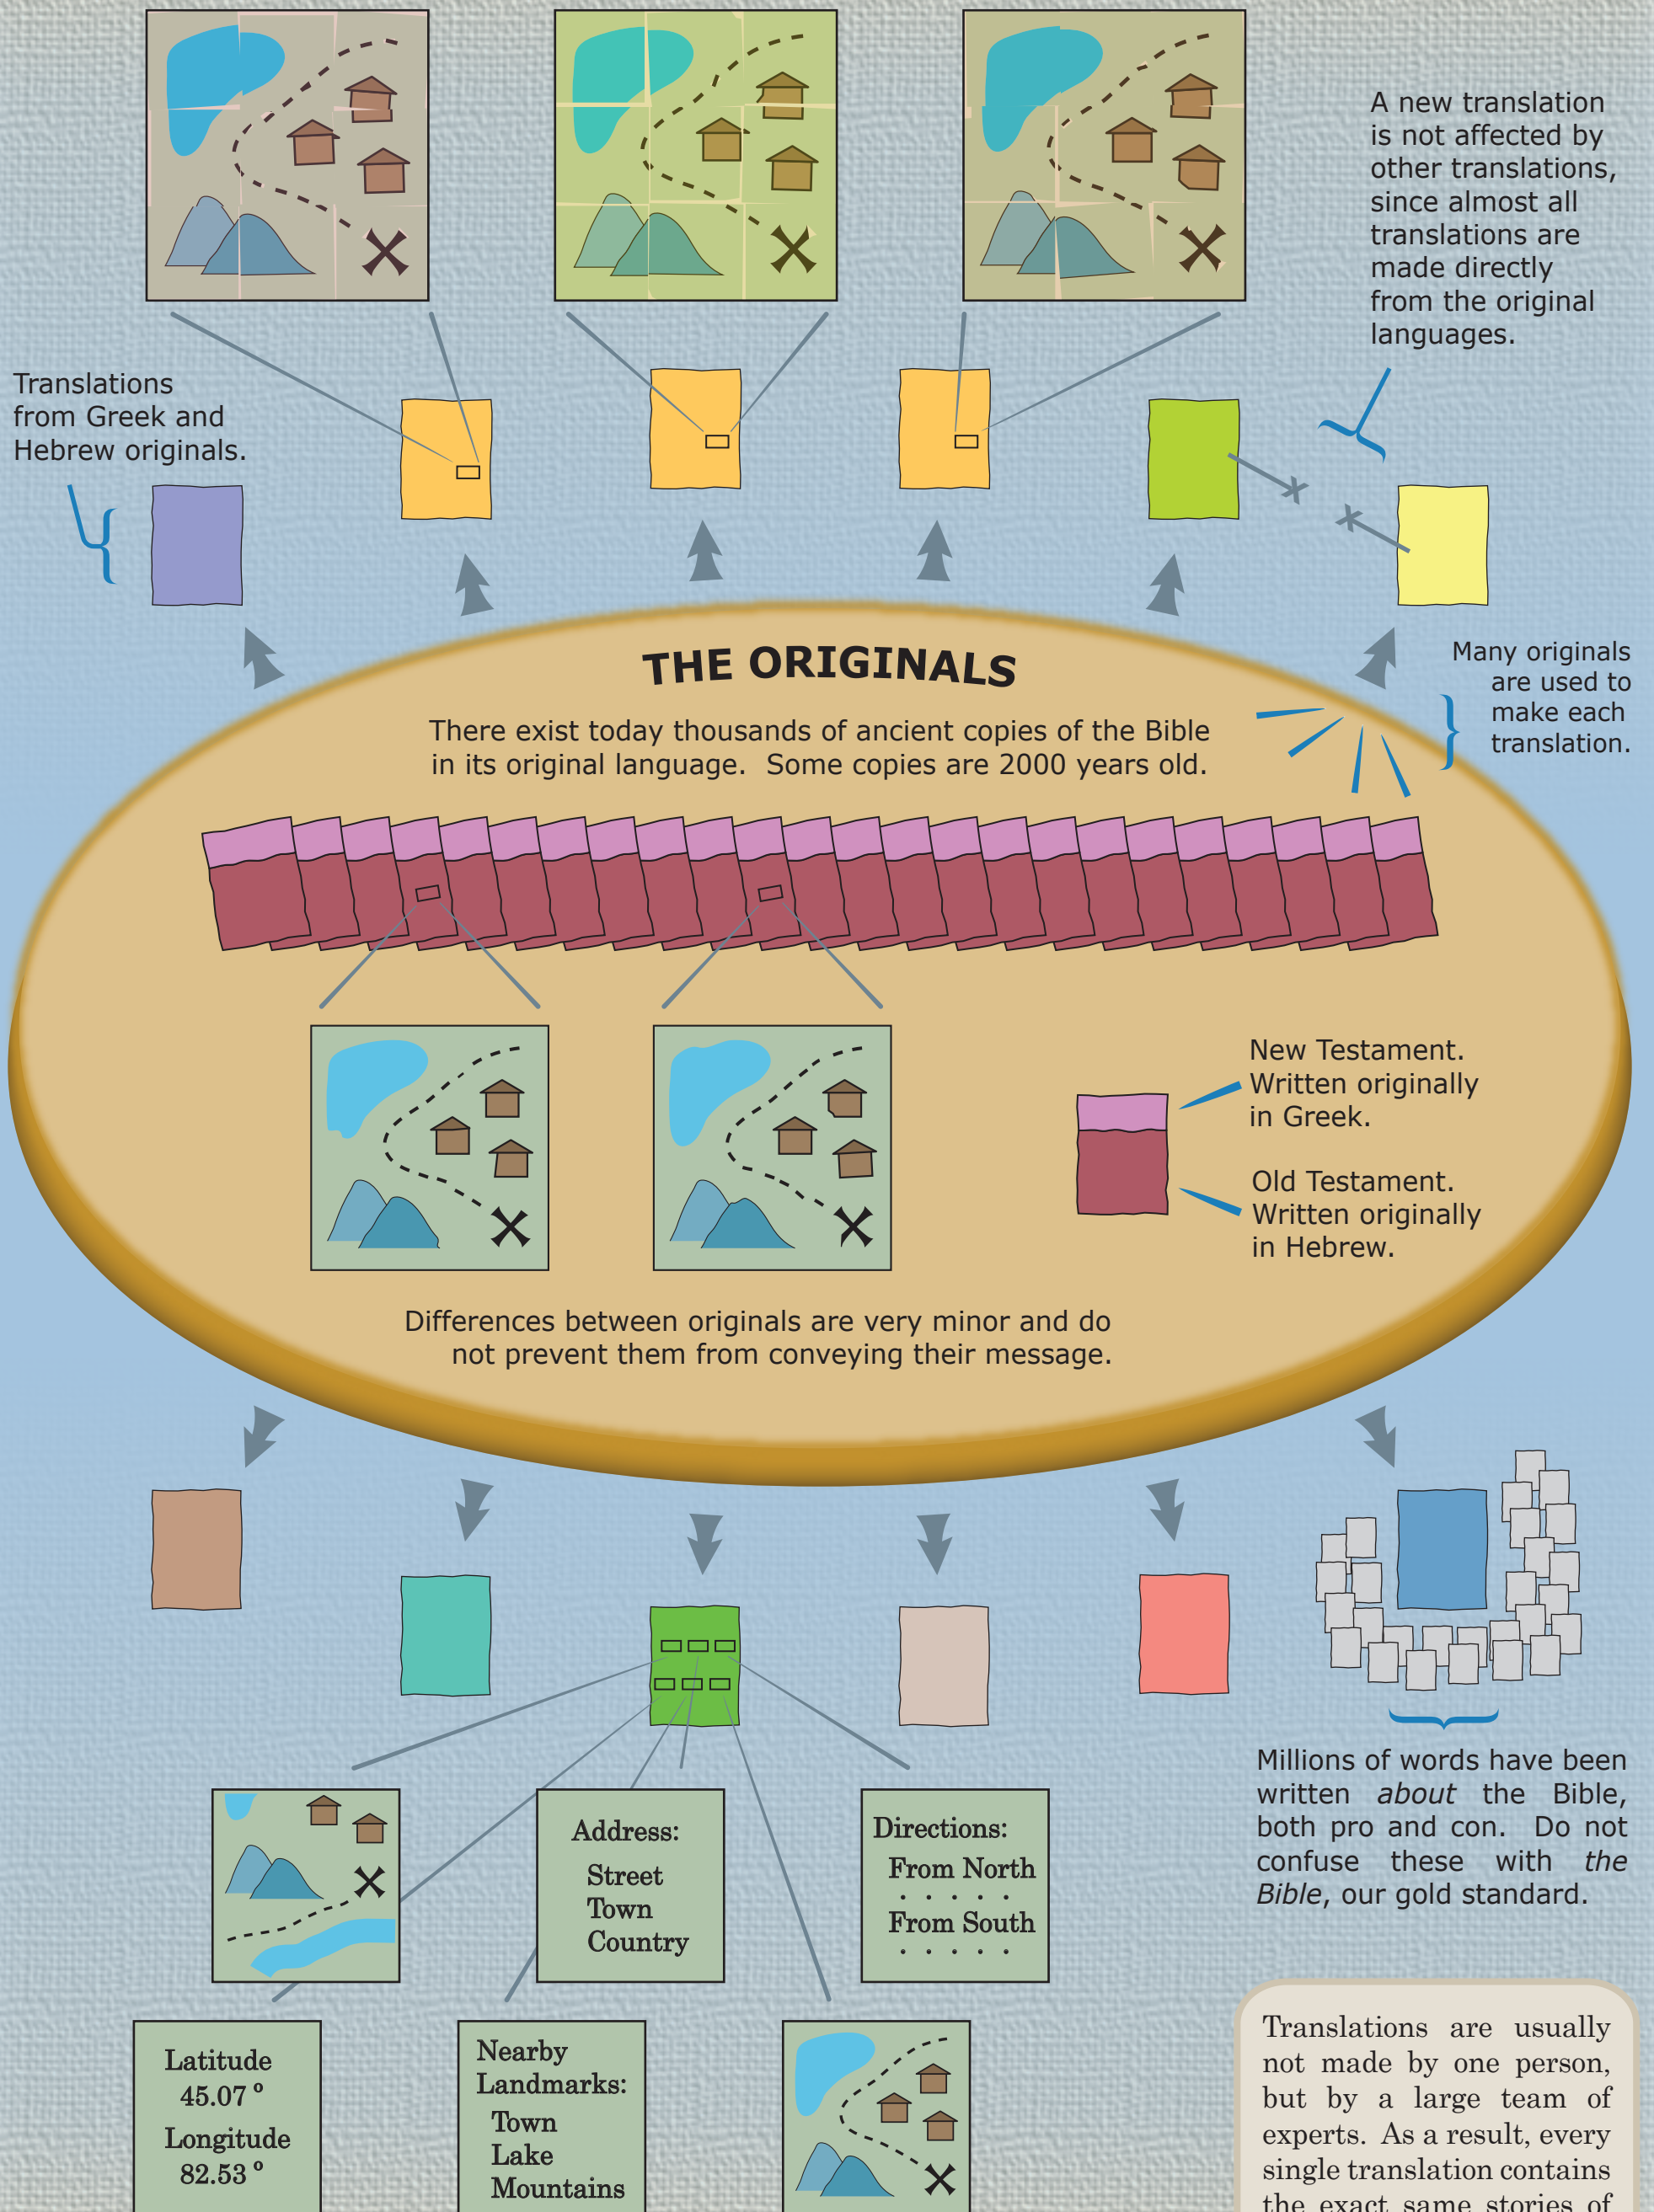 A new translation
is not affected by
other translations,
since almost all
translations are
made directly
from the original
languages.
Translations
from Greek and
Hebrew originals.
THE ORIGINALS
Many originals
are used to
make each
translation.
There exist today thousands of ancient copies of the Bible
in its original language.  Some copies are 2000 years old.
New Testament.
Written originally
in Greek.
Old Testament.
Written originally
in Hebrew.
Differences between originals are very minor and do
not prevent them from conveying their message.
Millions of words have been
written about the Bible,
both pro and con.  Do not
confuse these with the
Bible, our gold standard.
Address:
Street
Town
Country
Directions:
From North
. . . . .
From South
. . . . .
Latitude
45.07 º
Longitude
82.53 º
Nearby
Landmarks:
Town
Lake
Mountains
Translations are usually
not made by one person,
but by a large team of
experts.  As a result, every
single translation contains
the exact same stories of